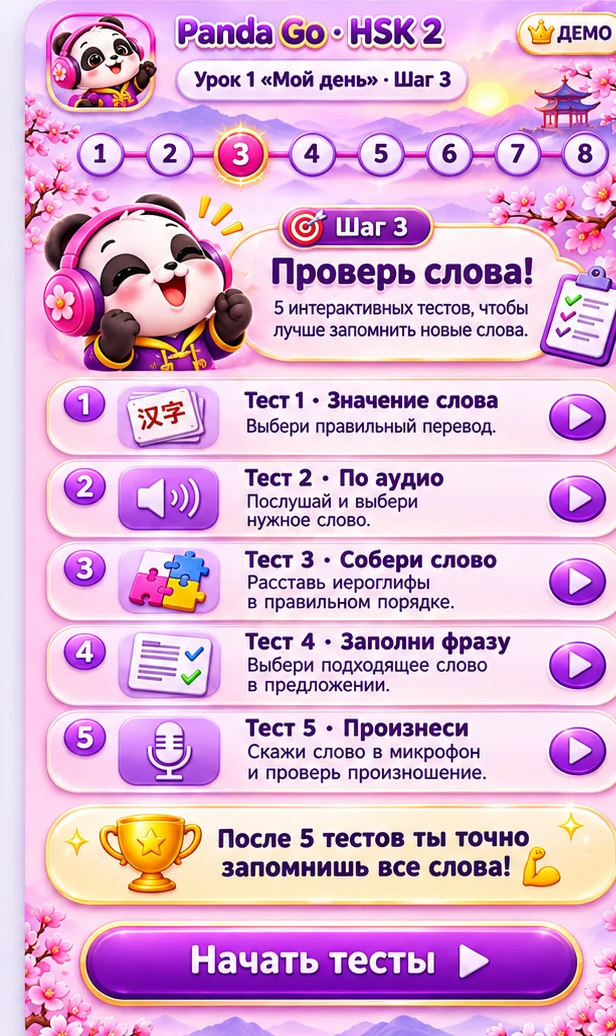 Panda Go · HSK 2
ДЕМО
Урок 1 «Мой день» · Шаг 3
1 2 3 4 5 6 7 8
Шаг 3
Проверь слова!
5 интерактивных тестов, чтобы
лучше запомнить новые слова.
1
汉字
Тест 1 · Значение слова
Выбери правильный перевод.
2
Тест 2 · По аудио
Послушай и выбери
нужное слово.
3
Тест 3 · Собери слово
Расставь иероглифы
в правильном порядке.
4
Тест 4 · Заполни фразу
Выбери подходящее слово
в предложении.
5
Тест 5 · Произнеси
Скажи слово в микрофон
и проверь произношение.
После 5 тестов ты точно
запомнишь все слова!
Начать тесты